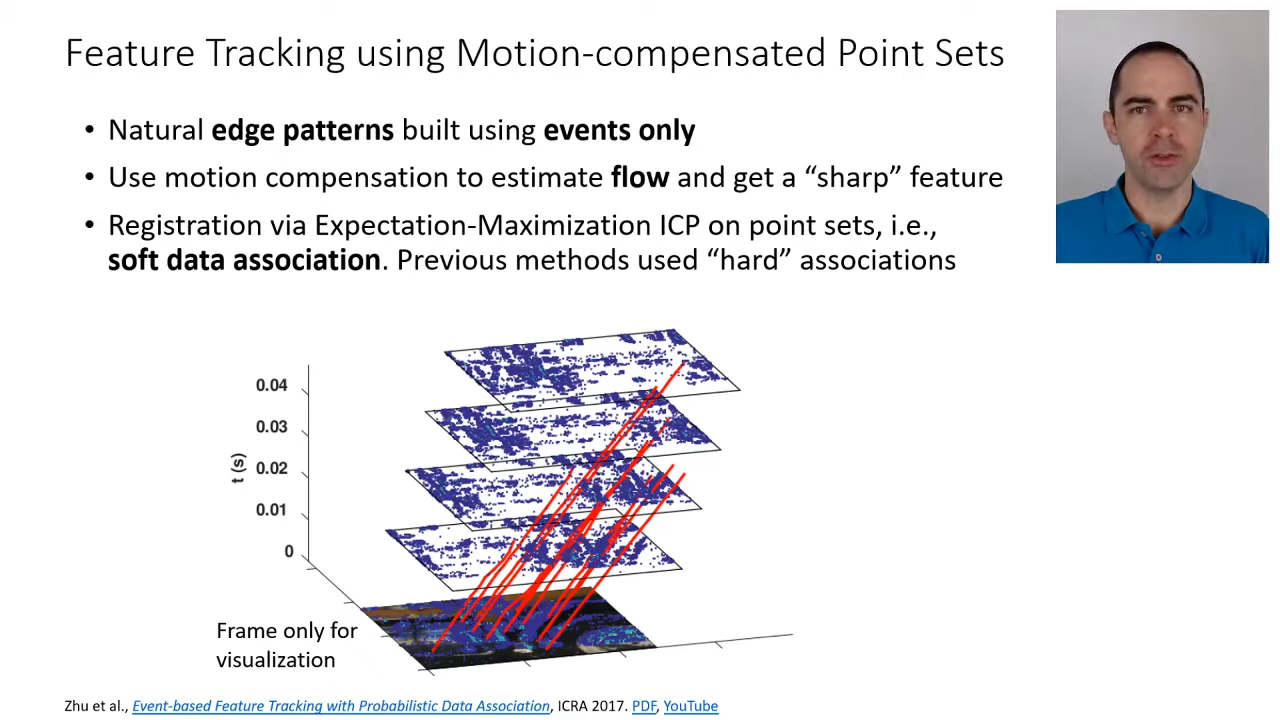 Feature Tracking using Motion-compensated Point Sets
• Natural edge patterns built using events only
• Use motion compensation to estimate flow and get a “sharp” feature
• Registration via Expectation-Maximization ICP on point sets, i.e.,
soft data association. Previous methods used “hard” associations
0.04
0.03
0.02
0.01
0
t (s)
Frame only for
visualization
Zhu et al., Event-based Feature Tracking with Probabilistic Data Association, ICRA 2017. PDF, YouTube